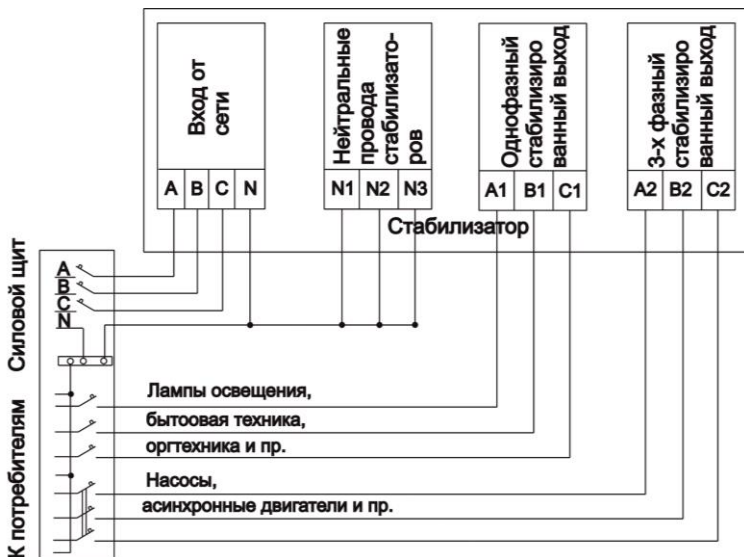 Вход от
сети
Нейтральные
провода
стабилизато-
ров
Однофазный
стабилизиро
ванный выход
3-х фазный
стабилизиро
ванный выход
A B C N
N1 N2 N3
A1 B1 C1
A2 B2 C2
Стабилизатор
Силовой щит
A
B
C
N
К потребителям
Лампы освещения,
бытоовая техника,
оргтехника и пр.
Насосы,
асинхронные двигатели и пр.